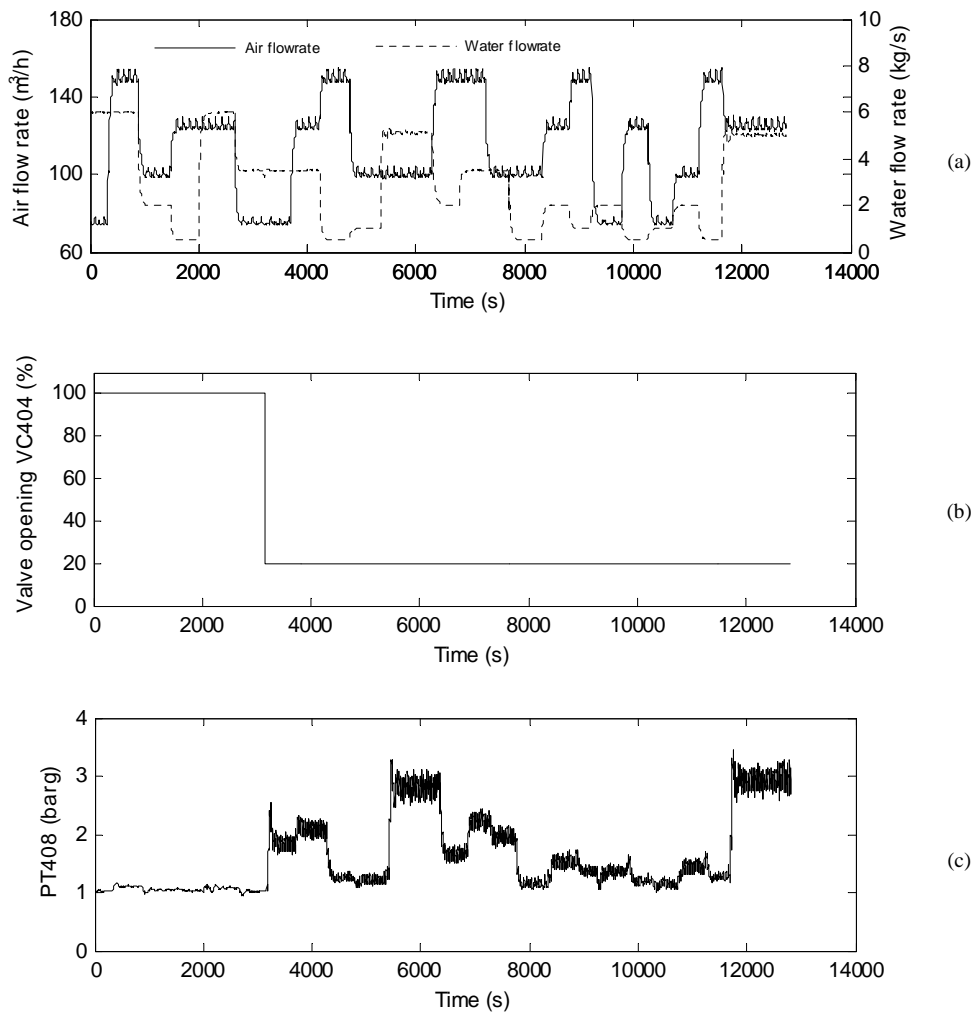 180
140
100
60
Air flow rate (m³/h)
Air flowrate
Water flowrate
10
8
6
4
2
0
Water flow rate (kg/s)
0 2000 4000 6000 8000 10000 12000 14000
Time (s)
(a)
100
80
60
40
20
0
Valve opening VC404 (%)
0 2000 4000 6000 8000 10000 12000 14000
Time (s)
(b)
4
3
2
1
0
PT408 (barg)
0 2000 4000 6000 8000 10000 12000 14000
Time (s)
(c)